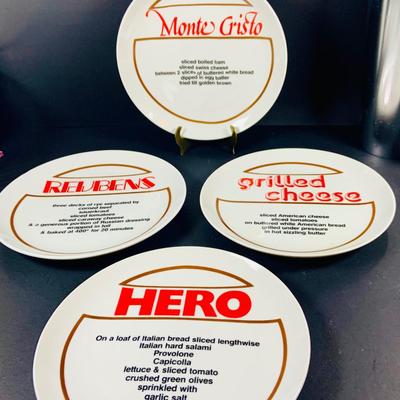 Monte Cristo
sliced boiled ham
sliced swiss cheese
between 2 slices of buttered white bread
dipped in egg batter
fried till golden brown
REUBENS
three decks of rye separated by
corned beef
sauerkraut
sliced tomatoes
sliced caraway cheese
& a generous portion of Russian dressing
wrapped in foil
& baked at 400° for 20 minutes
grilled
cheese
sliced American cheese
sliced tomatoes
on buttered white American bread
grilled under pressure
in hot sizzling butter
HERO
On a loaf of Italian bread sliced lengthwise
Italian hard salami
Provolone
Capicolla
lettuce & sliced tomato
crushed green olives
sprinkled with
garlic salt